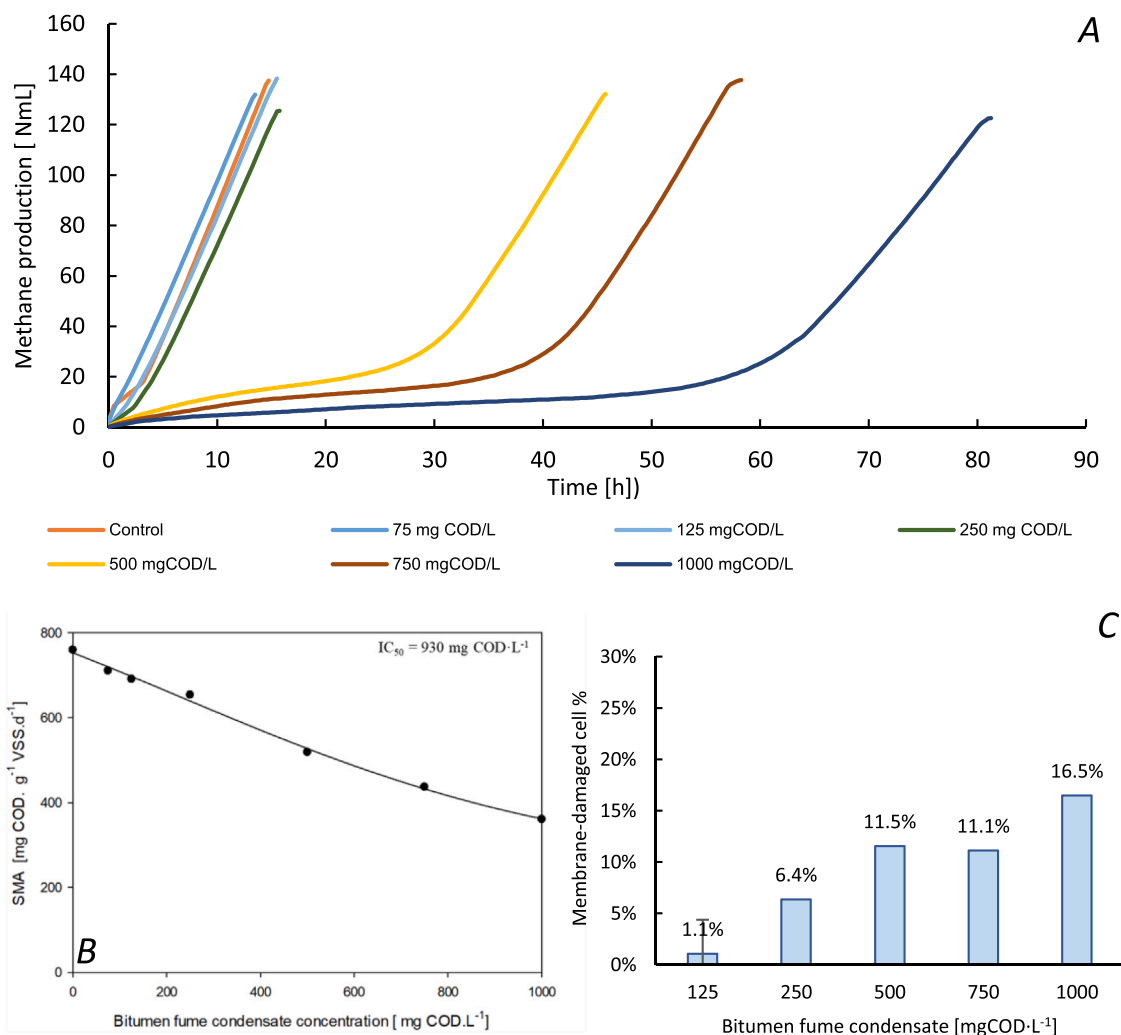 A
Methane production [ NmL]
160
140
120
100
80
60
40
20
0
0 10 20 30 40 50 60 70 80 90
Time [h])
Control 75 mg COD/L 125 mgCOD/L 250 mg COD/L
500 mgCOD/L 750 mgCOD/L 1000 mgCOD/L
B
IC₅₀ = 930 mg COD·L⁻¹
SMA [mg COD. g⁻¹ VSS.d⁻¹]
800
600
400
200
0
0 200 400 600 800 1000
Bitumen fume condensate concentration [ mg COD.L⁻¹]
C
Membrane-damaged cell %
30%
25%
20%
15%
10%
5%
0%
1.1%
6.4%
11.5%
11.1%
16.5%
125 250 500 750 1000
Bitumen fume condensate [mgCOD·L⁻¹]